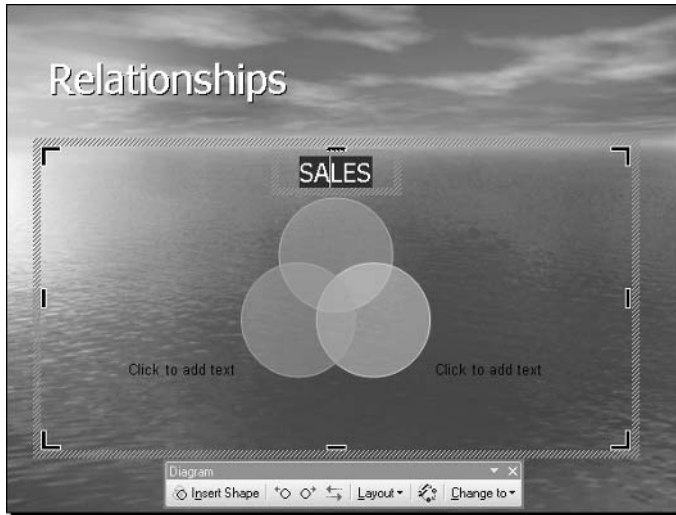 Relationships
SALES
Click to add text Click to add text
Diagram
Insert Shape Layout Change to